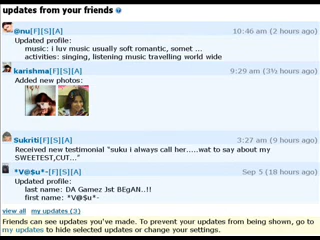 updates from your friends ?
@nu[F][S][A] 10:46 am (2 hours ago)
Updated profile:
music: i luv music usually soft romantic, somet ...
activities: singing, listening music travelling world wide
karishma[F][S][A] 9:29 am (3½ hours ago)
Added new photos:
Sukriti[F][S][A] 3:27 am (9 hours ago)
Received new testimonial "suku i always call her.....wat to say about my
SWEETEST,CUT..."
*V@$u*-[F][S][A] Sep 5 (18 hours ago)
Updated profile:
last name: DA Gamez Jst BEgAN..!!
first name: *V@$u*-
view all my updates (3)
Friends can see updates you've made. To prevent your updates from being shown, go to
my updates to hide selected updates or change your settings.